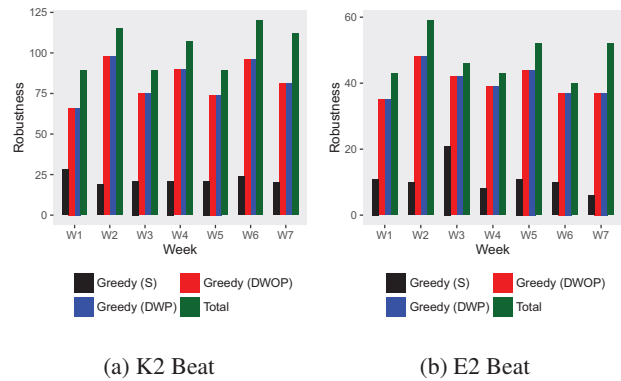 125
100
75
50
25
0
Robustness
W1 W2 W3 W4 W5 W6 W7
Week
Greedy (S) Greedy (DWOP)
Greedy (DWP) Total
(a) K2 Beat
60
40
20
0
Robustness
W1 W2 W3 W4 W5 W6 W7
Week
Greedy (S) Greedy (DWOP)
Greedy (DWP) Total
(b) E2 Beat